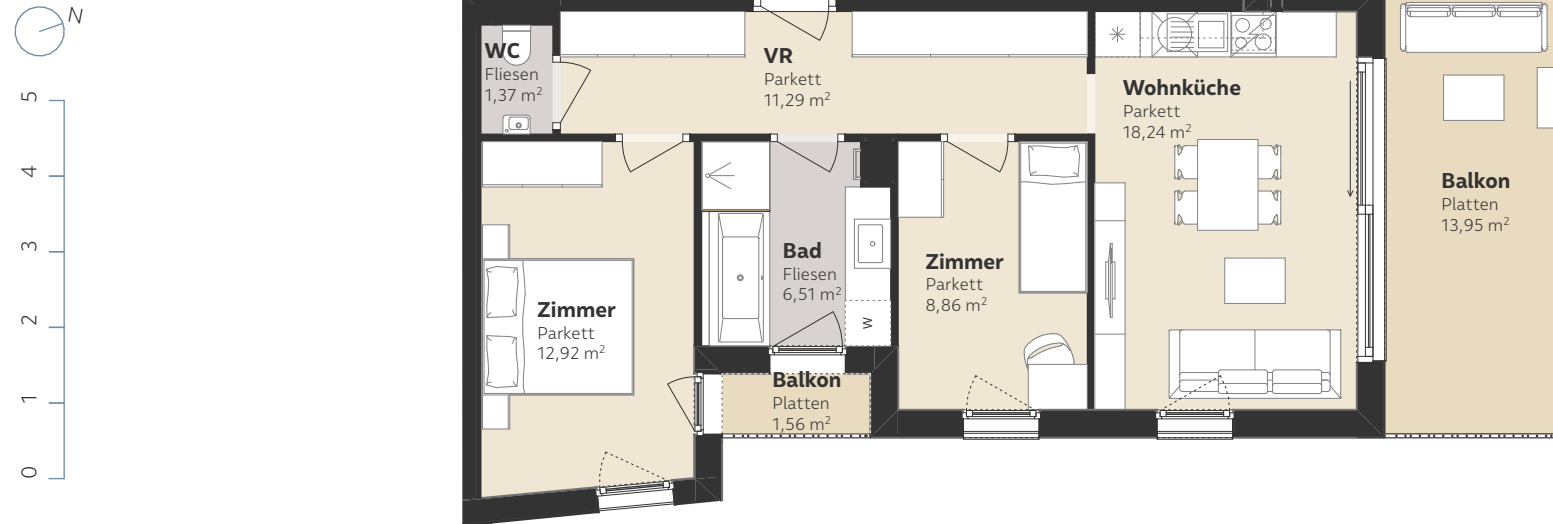 N
5
4
3
2
1
0
WC
Fliesen
1,37 m²
VR
Parkett
11,29 m²
Wohnküche
Parkett
18,24 m²
Balkon
Platten
13,95 m²
Bad
Fliesen
6,51 m²
Zimmer
Parkett
8,86 m²
W
Zimmer
Parkett
12,92 m²
Balkon
Platten
1,56 m²